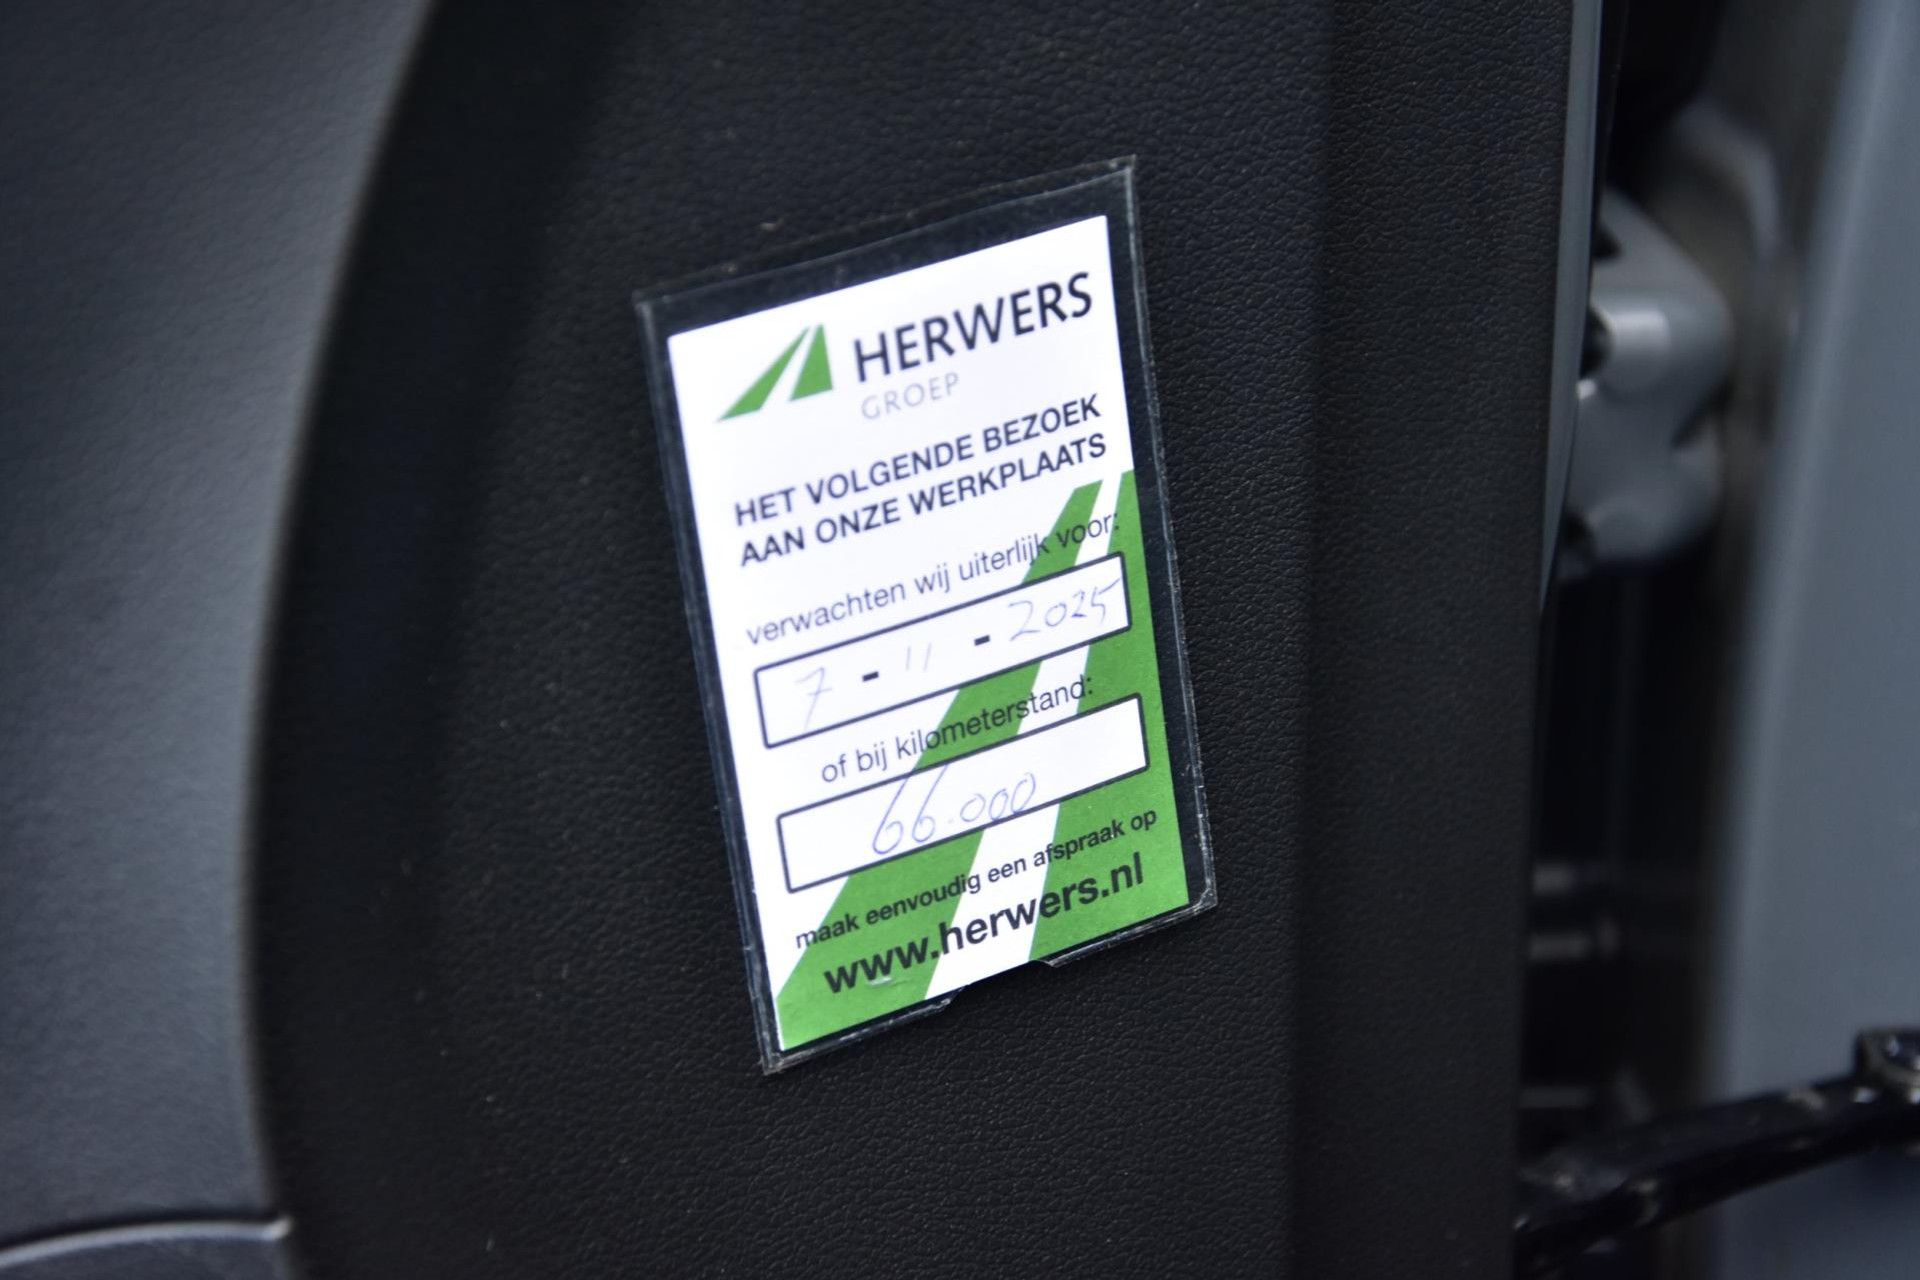 HERWERS
GROEP
HET VOLGENDE BEZOEK
AAN ONZE WERKPLAATS
verwachten wij uiterlijk voor:
7 - 11 - 2025
of bij kilometerstand:
66.000
maak eenvoudig een afspraak op
www.herwers.nl